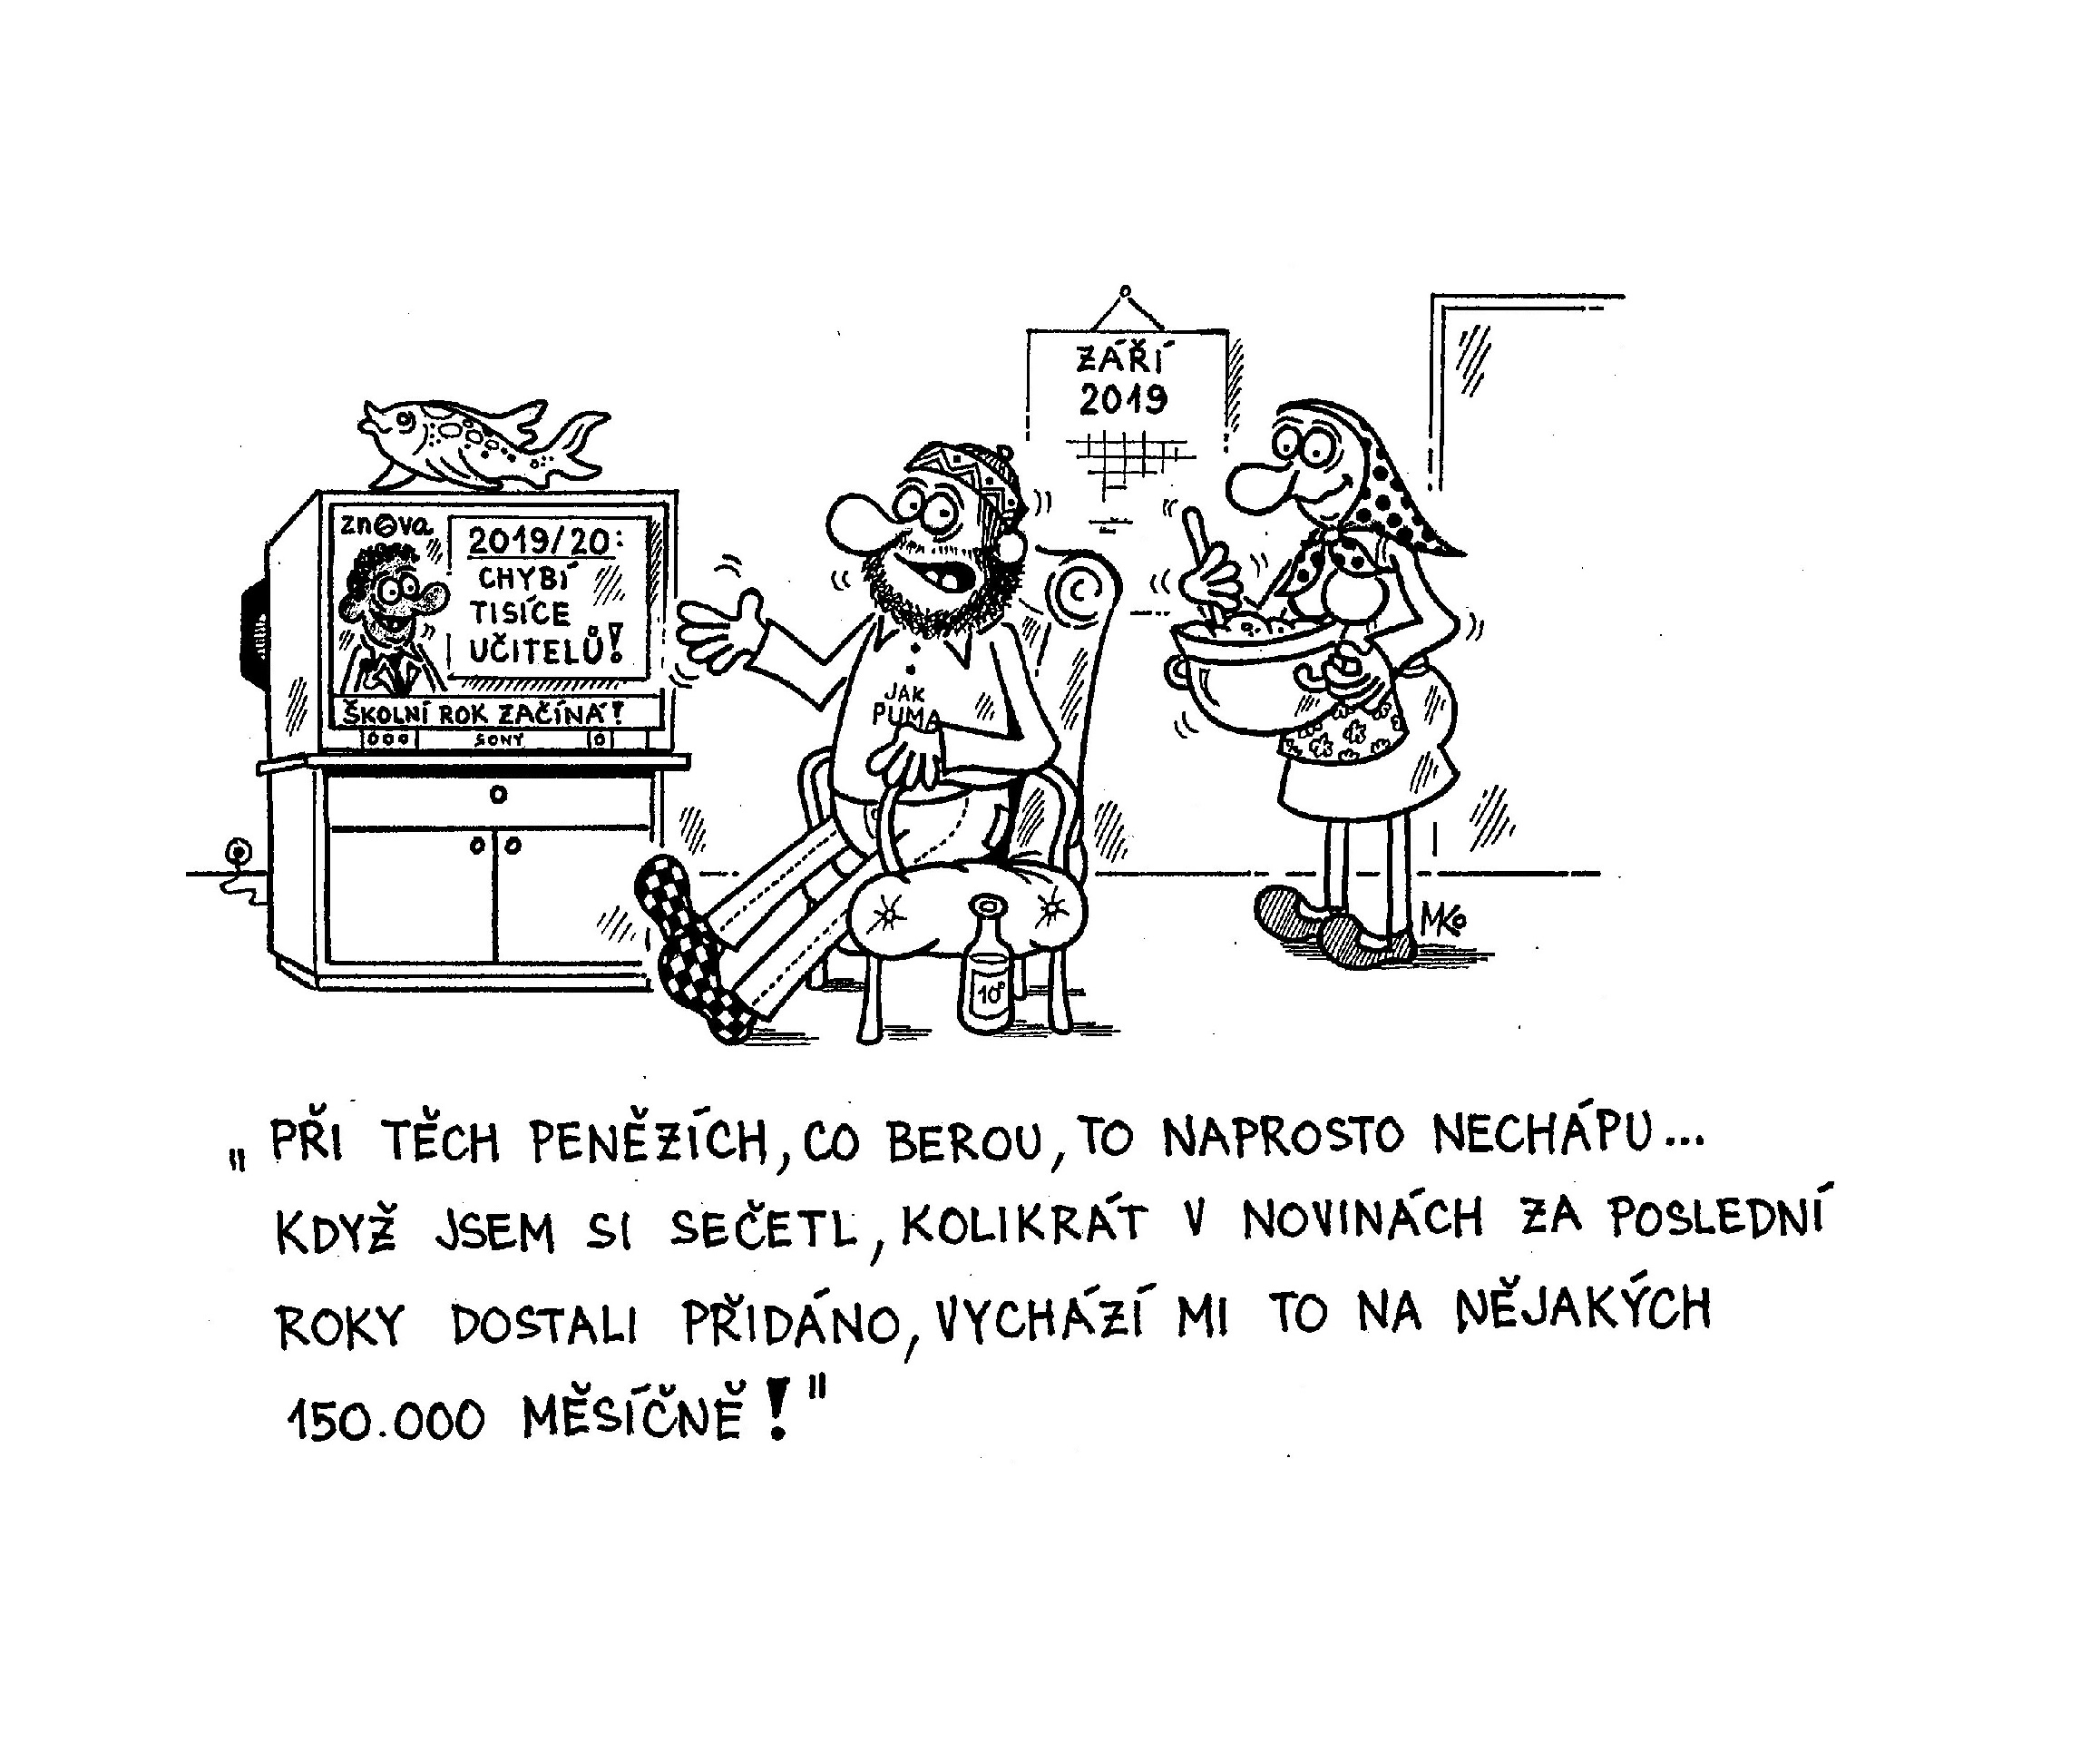 ZÁŘÍ
2019
znova
2019/20:
CHYBÍ
TISÍCE
UČITELŮ!
ŠKOLNÍ ROK ZAČÍNÁ!
SONY
JAK
PUMA
10°
MKo
„PŘI TĚCH PENĚZÍCH, CO BEROU, TO NAPROSTO NECHÁPU...
KDYŽ JSEM SI SEČETL, KOLIKRÁT V NOVINÁCH ZA POSLEDNÍ
ROKY DOSTALI PŘIDÁNO, VYCHÁZÍ MI TO NA NĚJAKÝCH
150.000 MĚSÍČNĚ!"